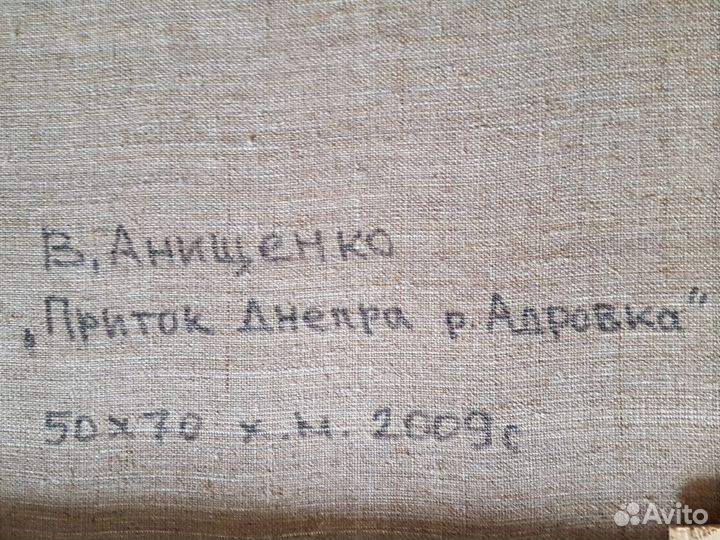 В. Анищенко
„Приток Днепра р. Адровка"
50х70 х.м. 2009г
Avito